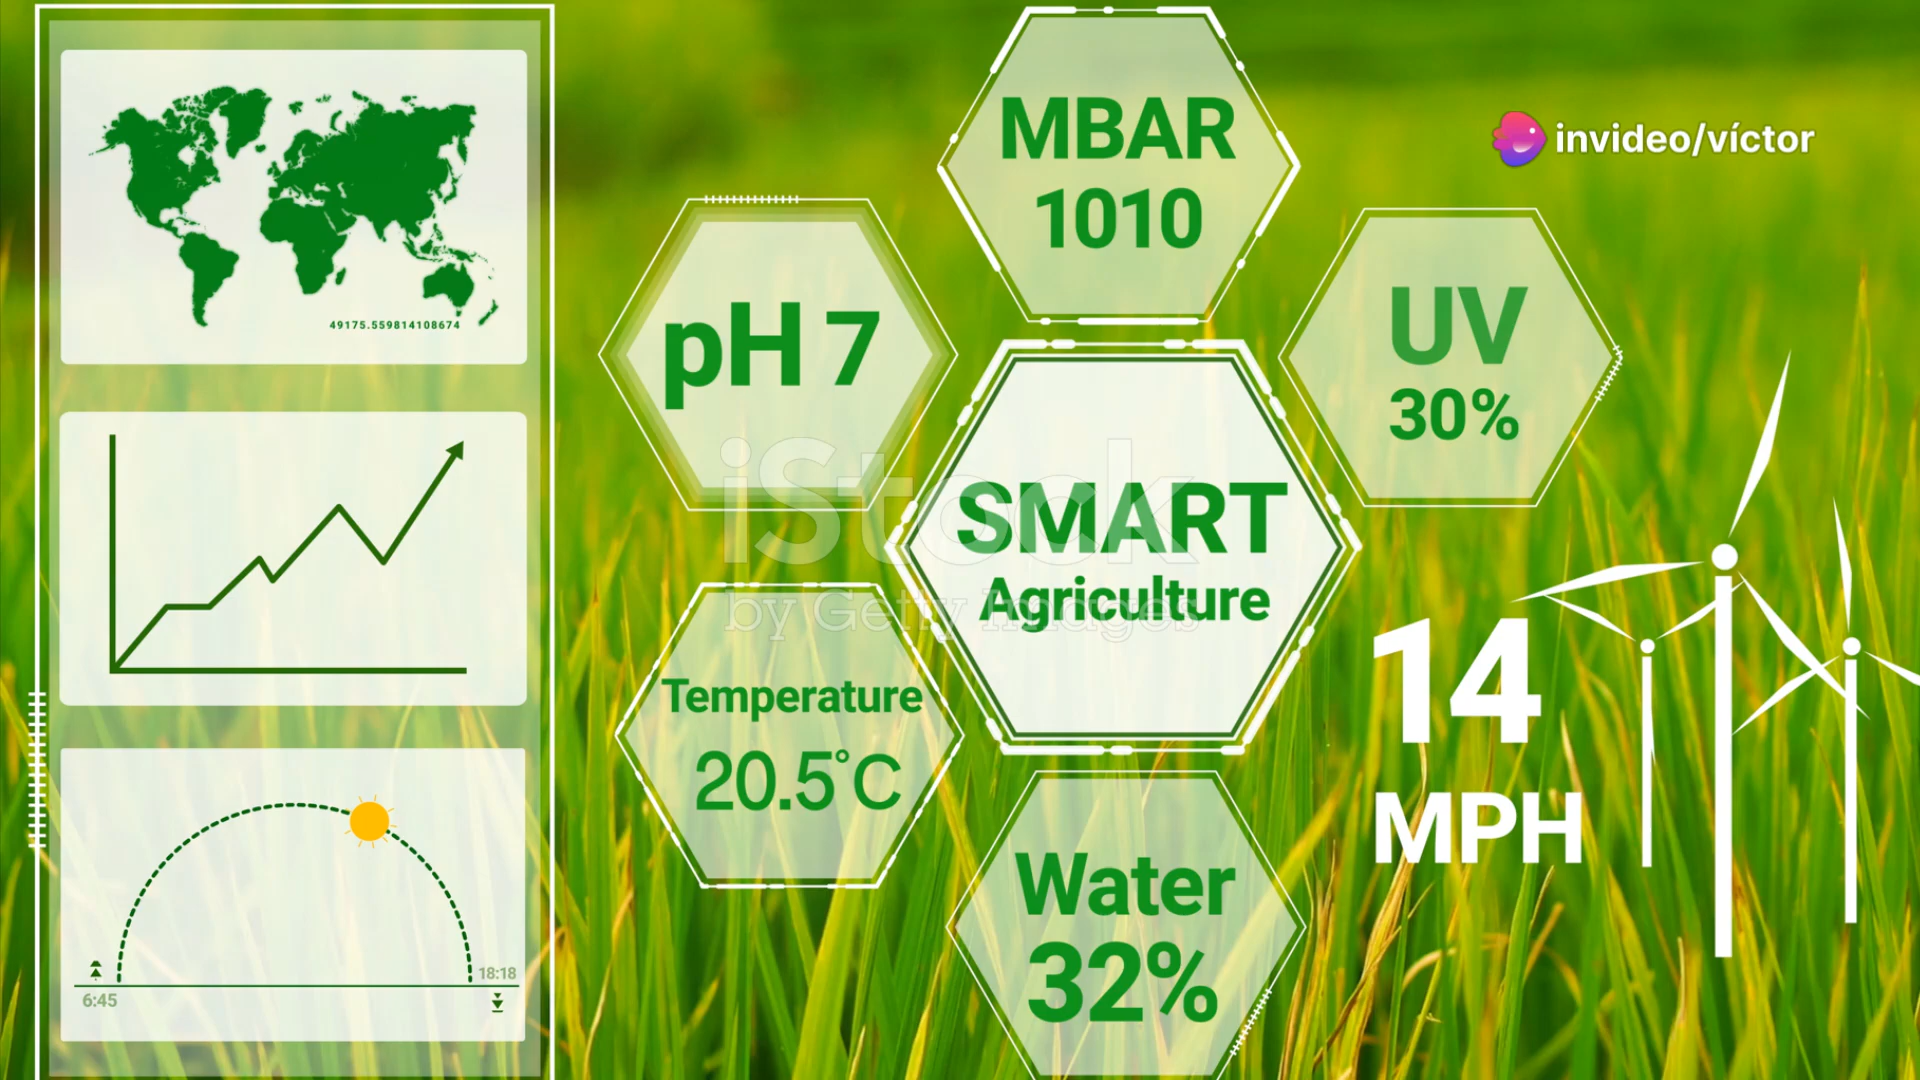 49175.559814108674
6:45
18:18
MBAR
1010
invideo/víctor
pH 7
UV
30%
SMART
Agriculture
iStock
by Getty Images
Temperature
20.5°C
14
MPH
Water
32%